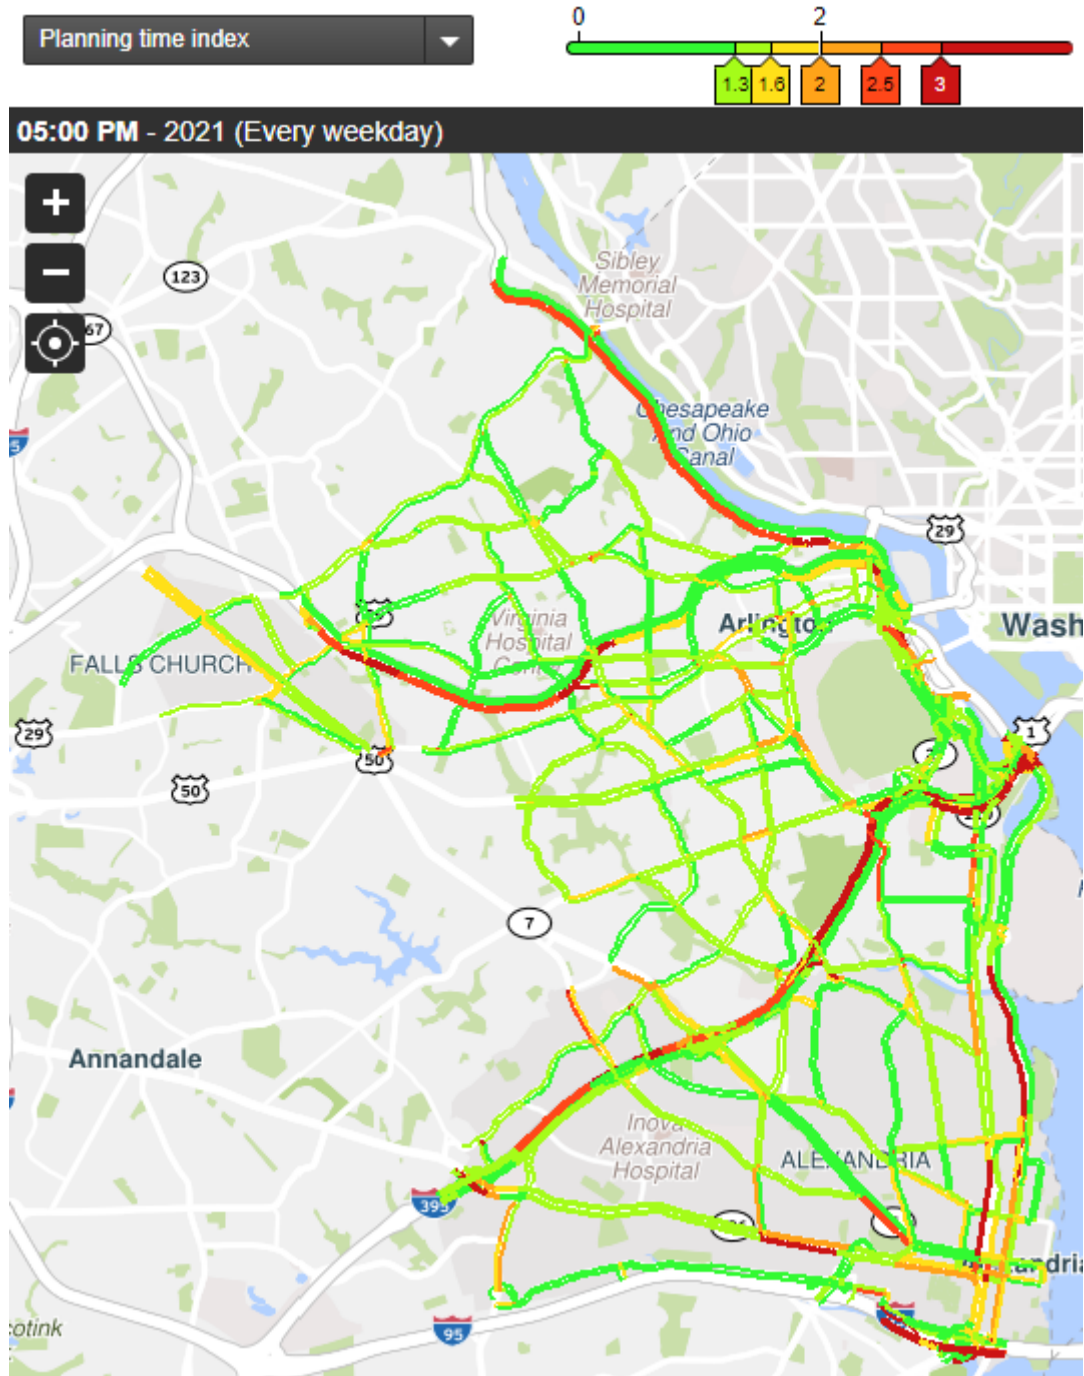 Planning time index
0
2
1.3
1.6
2
2.5
3
05:00 PM - 2021 (Every weekday)
+
−
123
67
Sibley
Memorial
Hospital
Chesapeake
And Ohio
Canal
5
29
Virginia
Hospital
Arlington
Wash
FALLS CHURCH
29
50
50
1
7
Annandale
Inova
Alexandria
Hospital
ALEXANDRIA
395
95
cotink